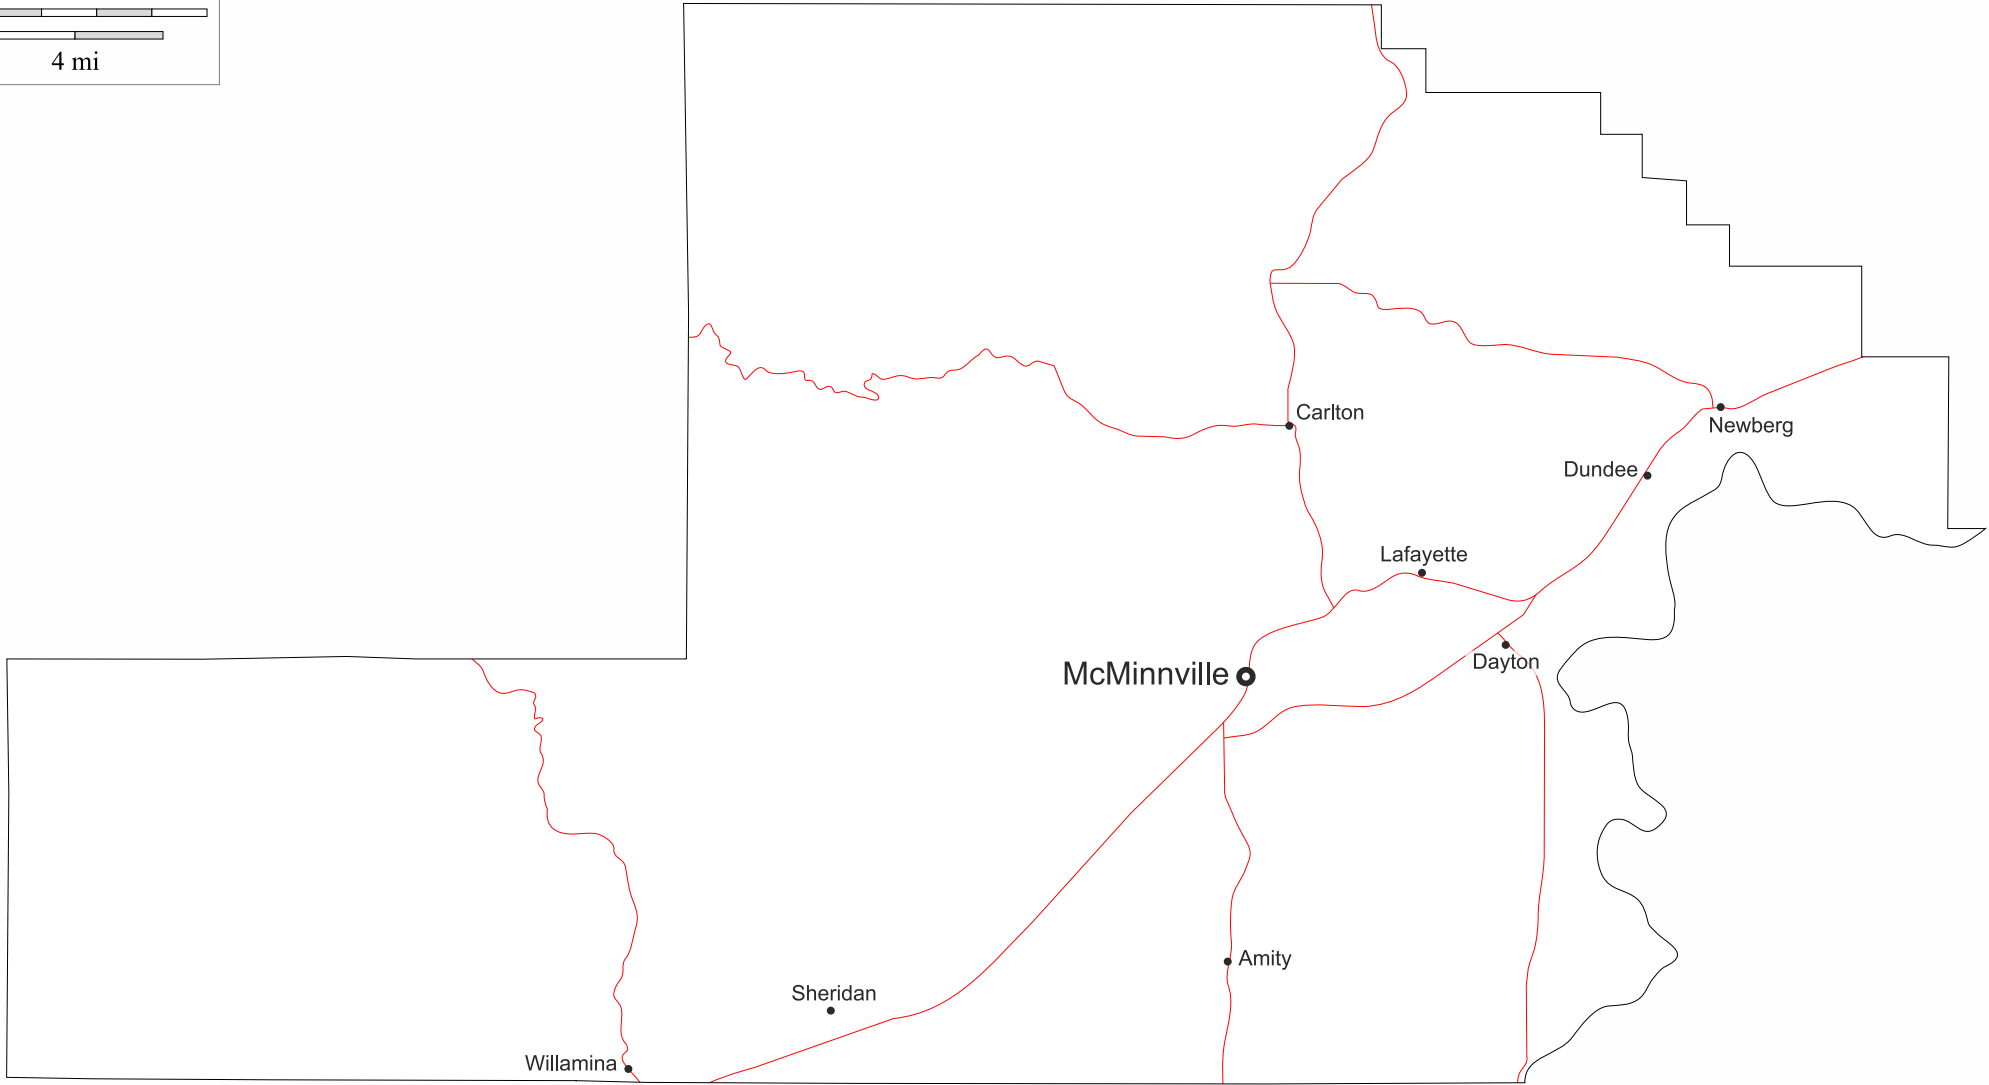 4 mi
Carlton
Newberg
Dundee
Lafayette
Dayton
McMinnville
Amity
Sheridan
Willamina